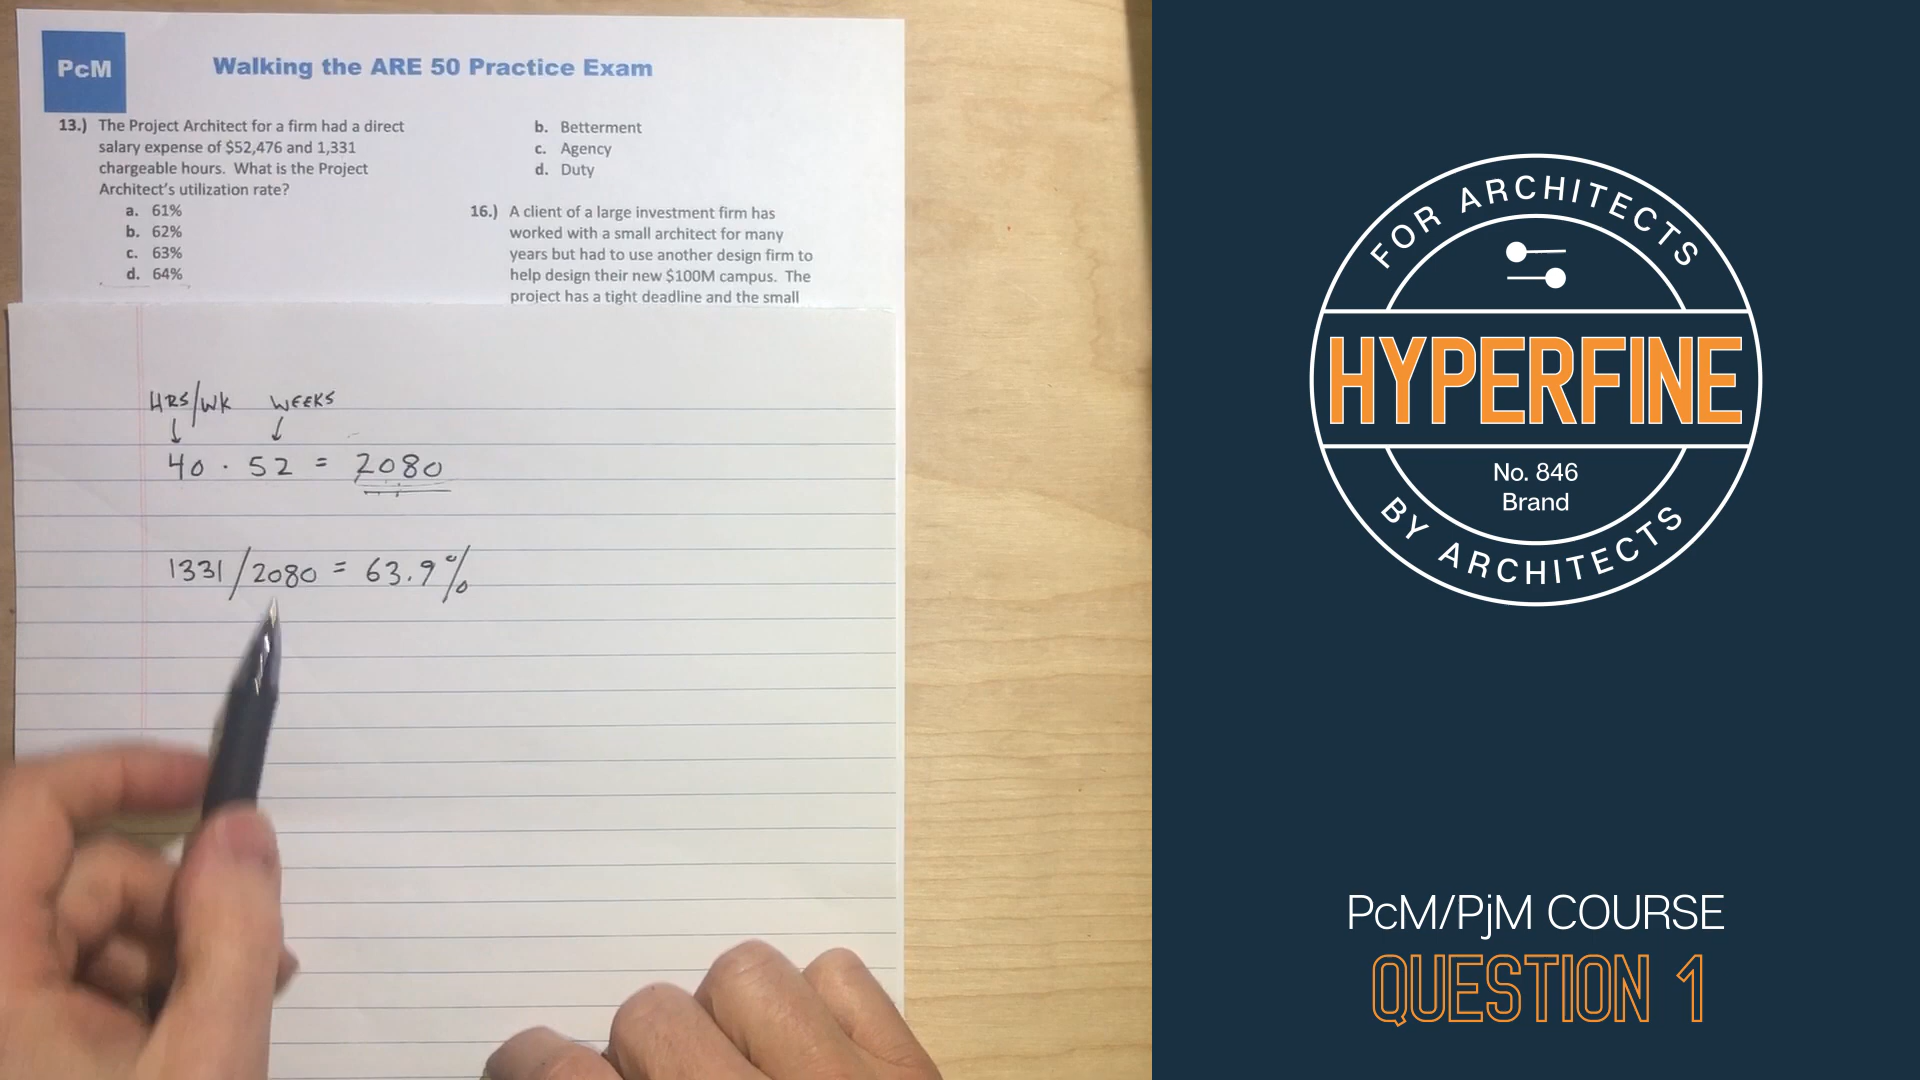 PcM
Walking the ARE 50 Practice Exam
13.) The Project Architect for a firm had a direct
salary expense of $52,476 and 1,331
chargeable hours. What is the Project
Architect's utilization rate?
a. 61%
b. 62%
c. 63%
d. 64%
b. Betterment
c. Agency
d. Duty
16.) A client of a large investment firm has
worked with a small architect for many
years but had to use another design firm to
help design their new $100M campus. The
project has a tight deadline and the small
HRS/WK WEEKS
40 · 52 = 2080
1331/2080 = 63.9%
FOR ARCHITECTS
HYPERFINE
No. 846
Brand
BY ARCHITECTS
PcM/PjM COURSE
QUESTION 1